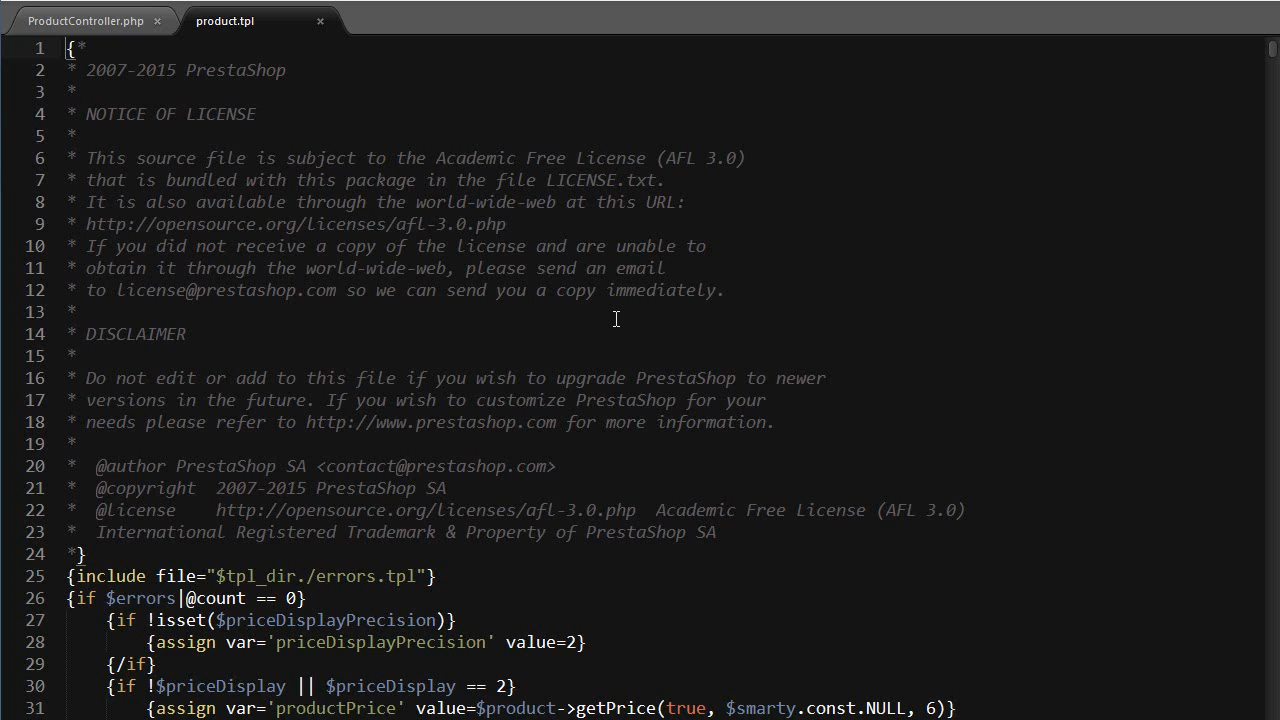 ProductController.php × product.tpl ×
1 {*
2 * 2007-2015 PrestaShop
3 *
4 * NOTICE OF LICENSE
5 *
6 * This source file is subject to the Academic Free License (AFL 3.0)
7 * that is bundled with this package in the file LICENSE.txt.
8 * It is also available through the world-wide-web at this URL:
9 * http://opensource.org/licenses/afl-3.0.php
10 * If you did not receive a copy of the license and are unable to
11 * obtain it through the world-wide-web, please send an email
12 * to license@prestashop.com so we can send you a copy immediately.
13 *
14 * DISCLAIMER
15 *
16 * Do not edit or add to this file if you wish to upgrade PrestaShop to newer
17 * versions in the future. If you wish to customize PrestaShop for your
18 * needs please refer to http://www.prestashop.com for more information.
19 *
20 *  @author PrestaShop SA <contact@prestashop.com>
21 *  @copyright  2007-2015 PrestaShop SA
22 *  @license    http://opensource.org/licenses/afl-3.0.php  Academic Free License (AFL 3.0)
23 *  International Registered Trademark & Property of PrestaShop SA
24 *}
25 {include file="$tpl_dir./errors.tpl"}
26 {if $errors|@count == 0}
27     {if !isset($priceDisplayPrecision)}
28         {assign var='priceDisplayPrecision' value=2}
29     {/if}
30     {if !$priceDisplay || $priceDisplay == 2}
31         {assign var='productPrice' value=$product->getPrice(true, $smarty.const.NULL, 6)}